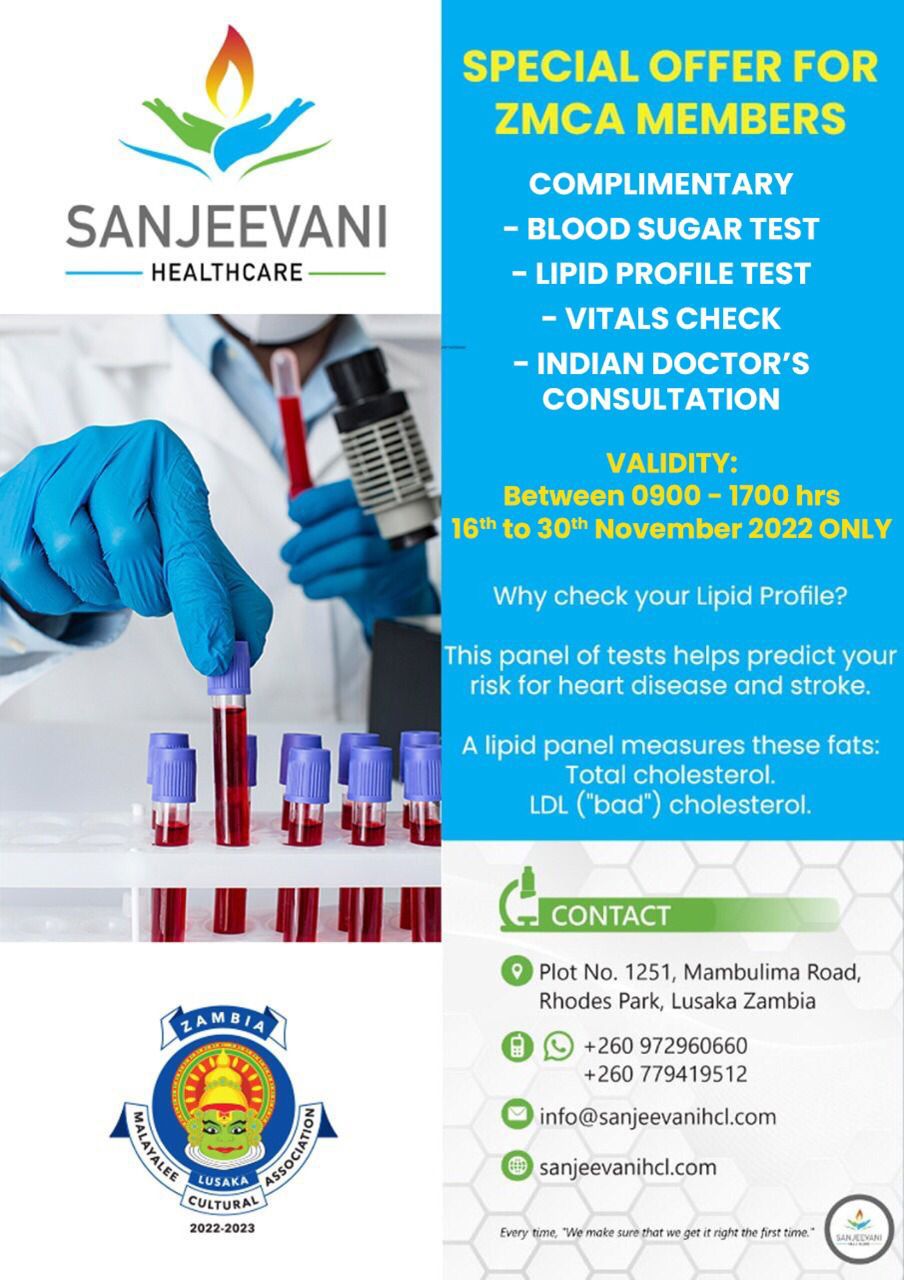 SANJEEVANI
HEALTHCARE
SPECIAL OFFER FOR
ZMCA MEMBERS
COMPLIMENTARY
- BLOOD SUGAR TEST
- LIPID PROFILE TEST
- VITALS CHECK
- INDIAN DOCTOR'S
CONSULTATION
VALIDITY:
Between 0900 - 1700 hrs
16th to 30th November 2022 ONLY
Why check your Lipid Profile?
This panel of tests helps predict your
risk for heart disease and stroke.
A lipid panel measures these fats:
Total cholesterol.
LDL ("bad") cholesterol.
CONTACT
Plot No. 1251, Mambulima Road,
Rhodes Park, Lusaka Zambia
+260 972960660
+260 779419512
info@sanjeevanihcl.com
sanjeevanihcl.com
Every time, "We make sure that we get it right the first time."
SANJEEVANI
HEALTHCARE
ZAMBIA
MALAYALEE
LUSAKA
CULTURAL
ASSOCIATION
2022-2023